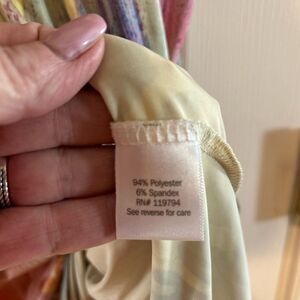 94% Polyester
6% Spandex
RN# 119794
See reverse for care